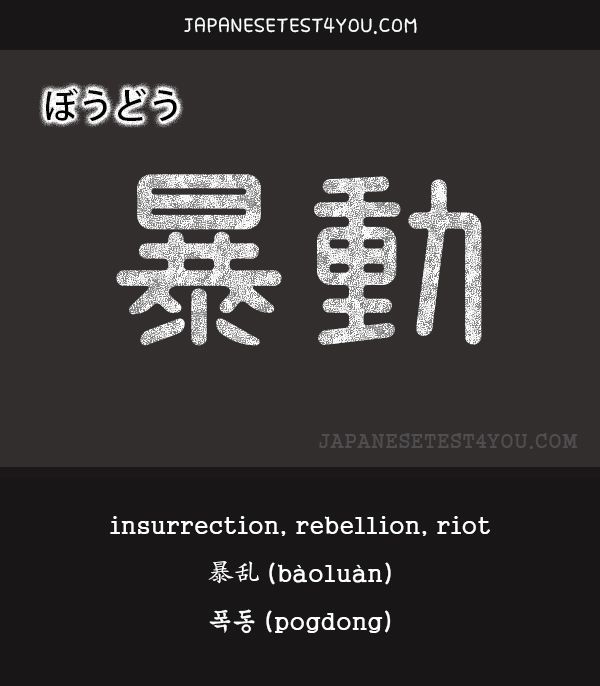 JAPANESETEST4YOU.COM
ぼうどう
暴動
JAPANESETEST4YOU.COM
insurrection, rebellion, riot
暴乱 (bàoluàn)
폭동 (pogdong)